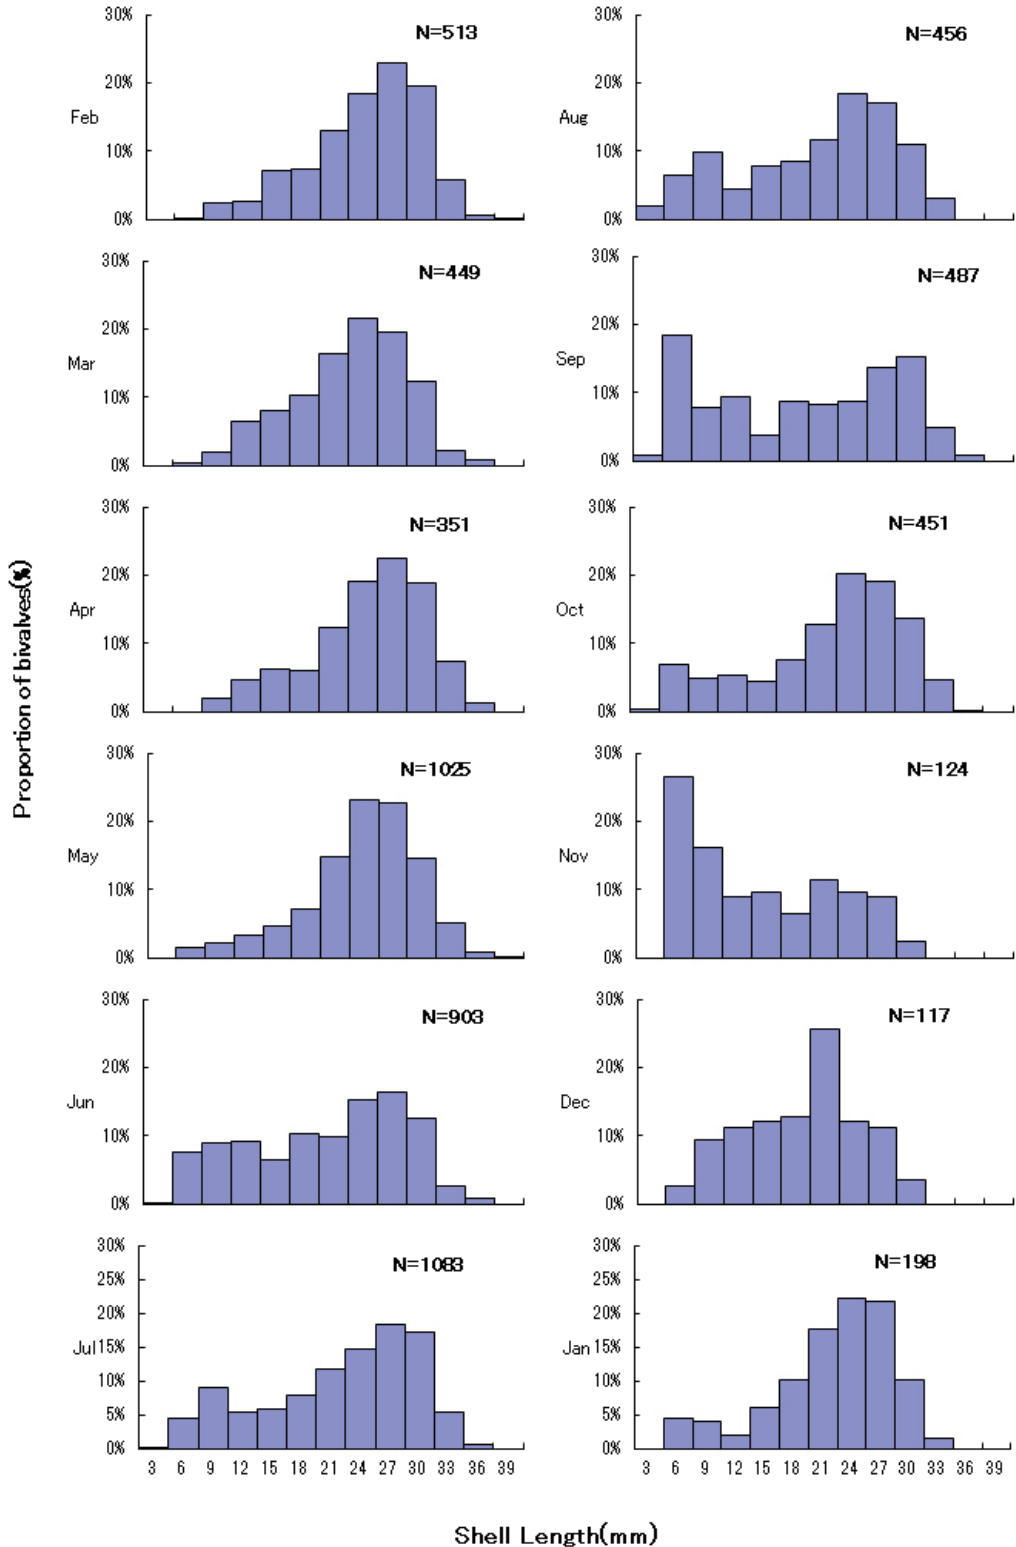 Proportion of bivalves(%)
Feb
30%
20%
10%
0%
N=513
Mar
30%
20%
10%
0%
N=449
Apr
30%
20%
10%
0%
N=351
May
30%
20%
10%
0%
N=1025
Jun
30%
20%
10%
0%
N=903
Jul
30%
25%
20%
15%
10%
5%
0%
N=1083
3 6 9 12 15 18 21 24 27 30 33 36 39
Aug
30%
20%
10%
0%
N=456
Sep
30%
20%
10%
0%
N=487
Oct
30%
20%
10%
0%
N=451
Nov
30%
20%
10%
0%
N=124
Dec
30%
20%
10%
0%
N=117
Jan
30%
25%
20%
15%
10%
5%
0%
N=198
3 6 9 12 15 18 21 24 27 30 33 36 39
Shell Length(mm)